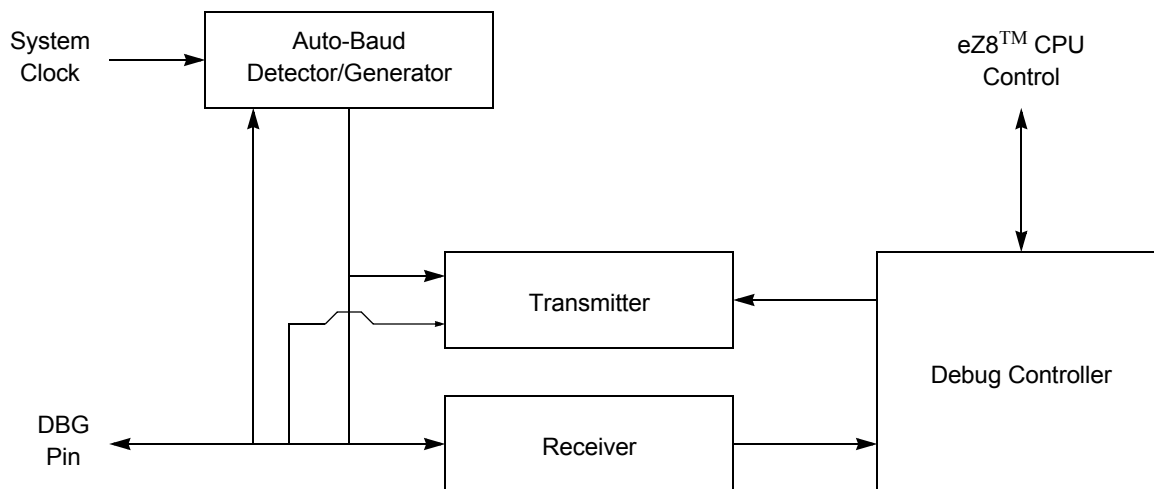 System
Clock
Auto-Baud
Detector/Generator
eZ8™ CPU
Control
Transmitter
Debug Controller
DBG
Pin
Receiver